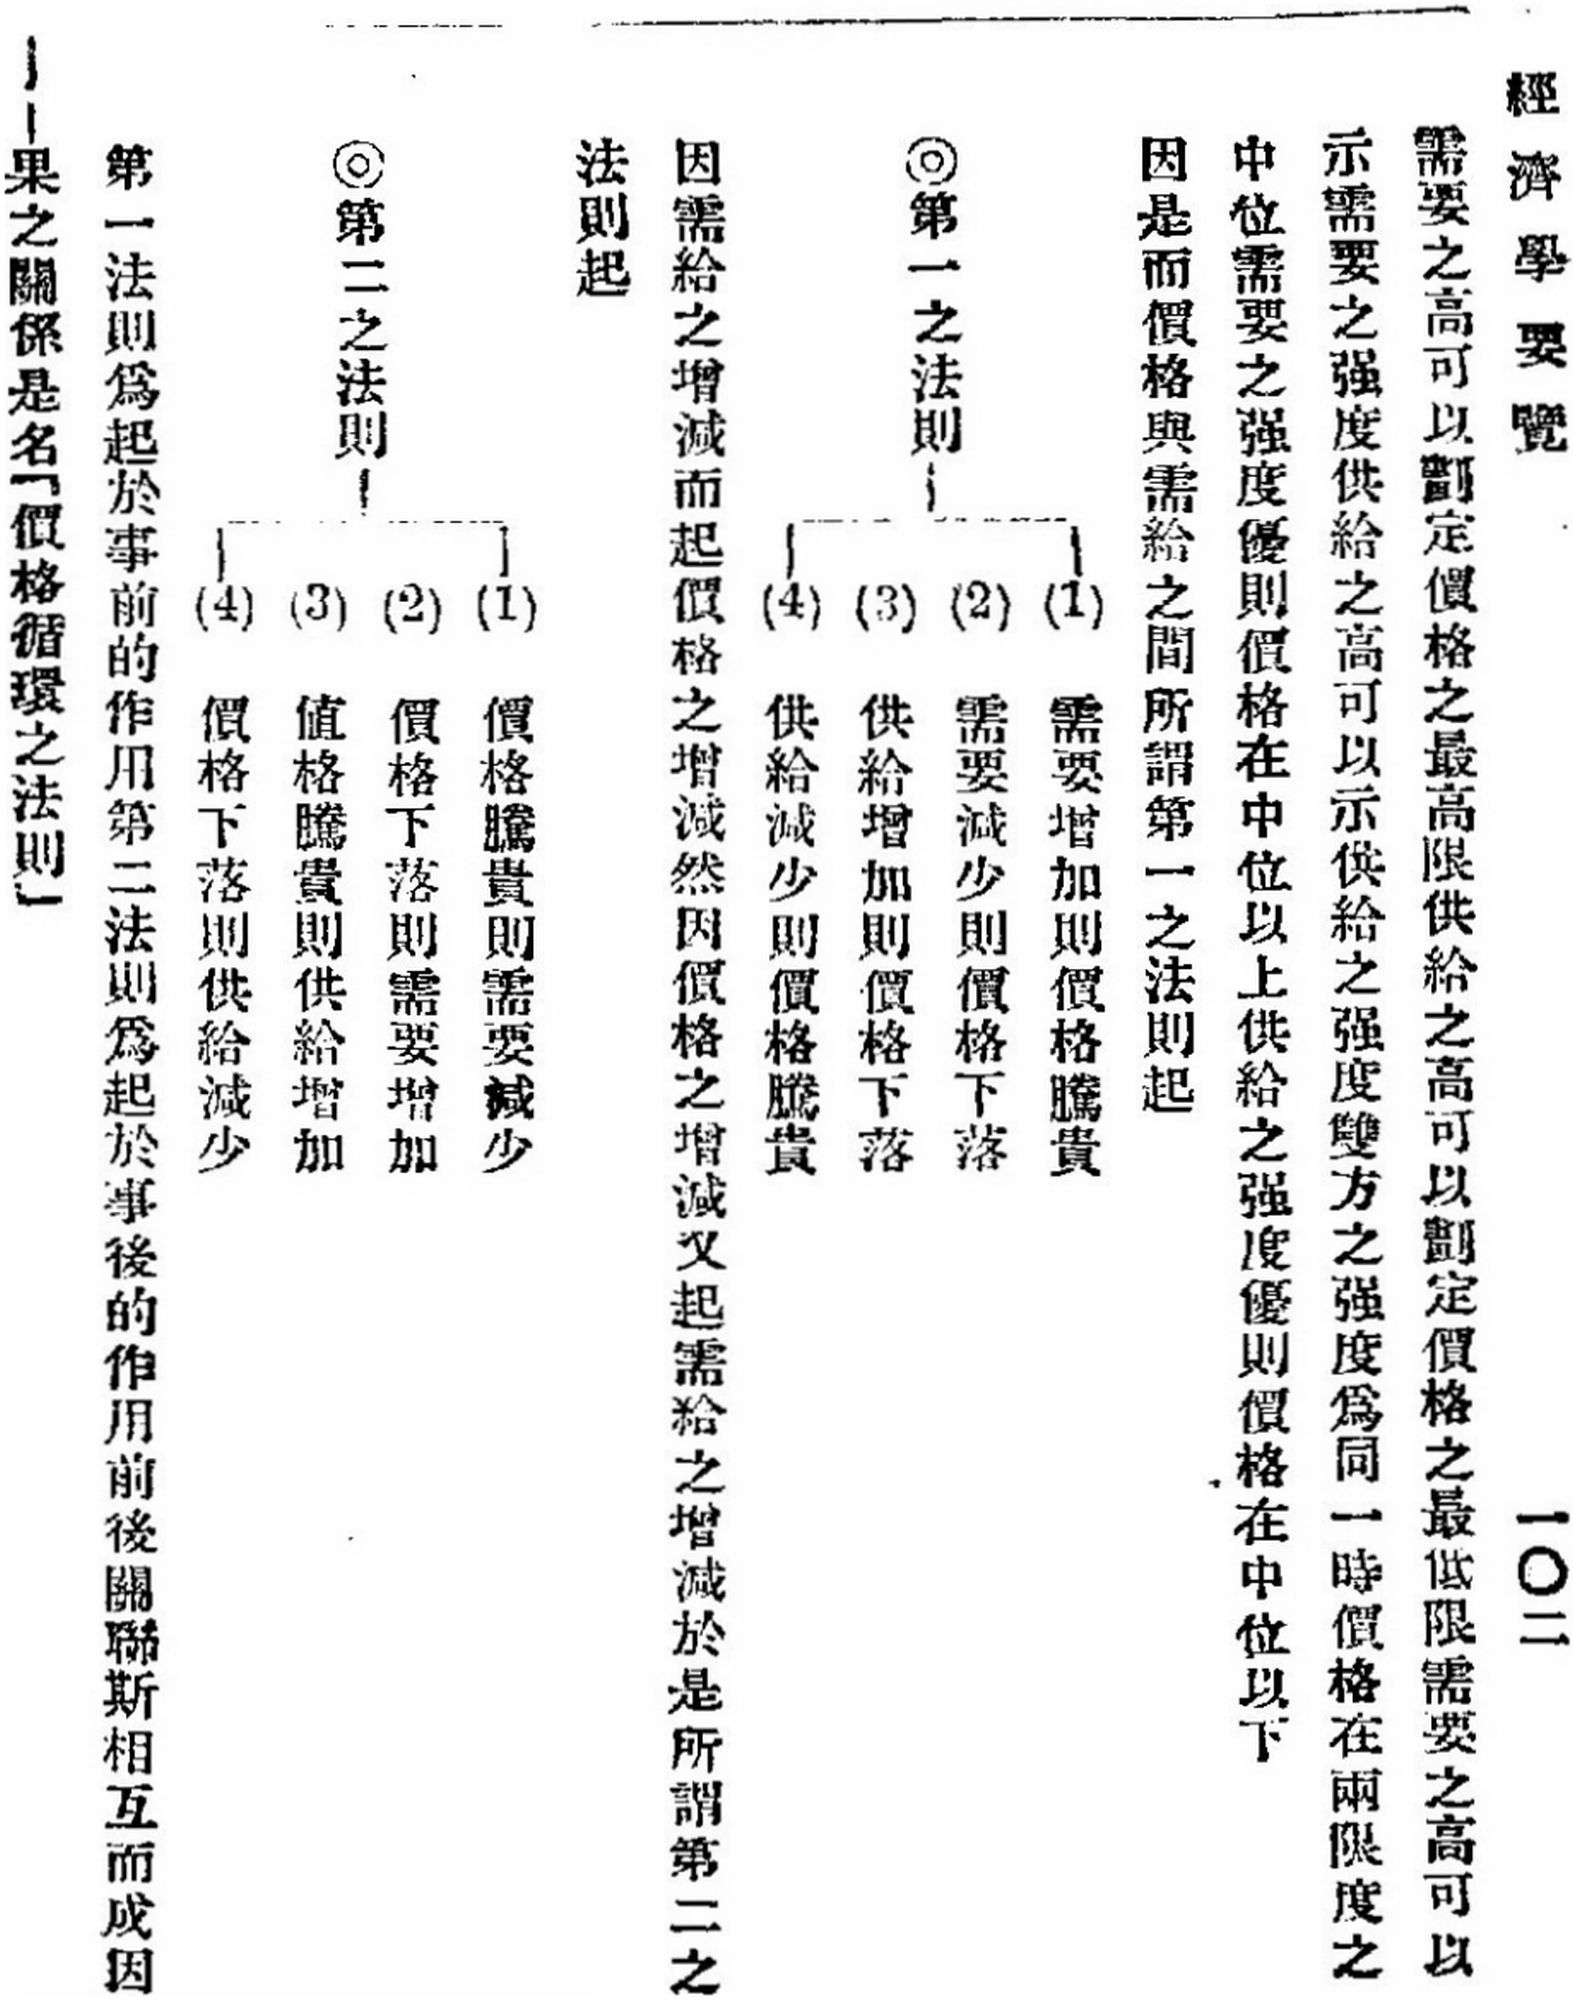 經濟學要覽
一〇二
需要之高可以劃定價格之最高限供給之高可以劃定價格之最低限需要之高可以
示需要之强度供給之高可以示供給之强度雙方之强度爲同一時價格在兩限度之
中位需要之强度優則價格在中位以上供給之强度優則價格在中位以下
因是而價格與需給之間所謂第一之法則起
◎第一之法則
(1) 需要增加則價格騰貴
(2) 需要減少則價格下落
(3) 供給增加則價格下落
(4) 供給減少則價格騰貴
因需給之增減而起價格之增減然因價格之增減又起需給之增減於是所謂第二之
法則起
◎第二之法則
(1) 價格騰貴則需要減少
(2) 價格下落則需要增加
(3) 値格騰貴則供給增加
(4) 價格下落則供給減少
第一法則爲起於事前的作用第二法則爲起於事後的作用前後關聯斯相互而成因
果之關係是名「價格循環之法則」